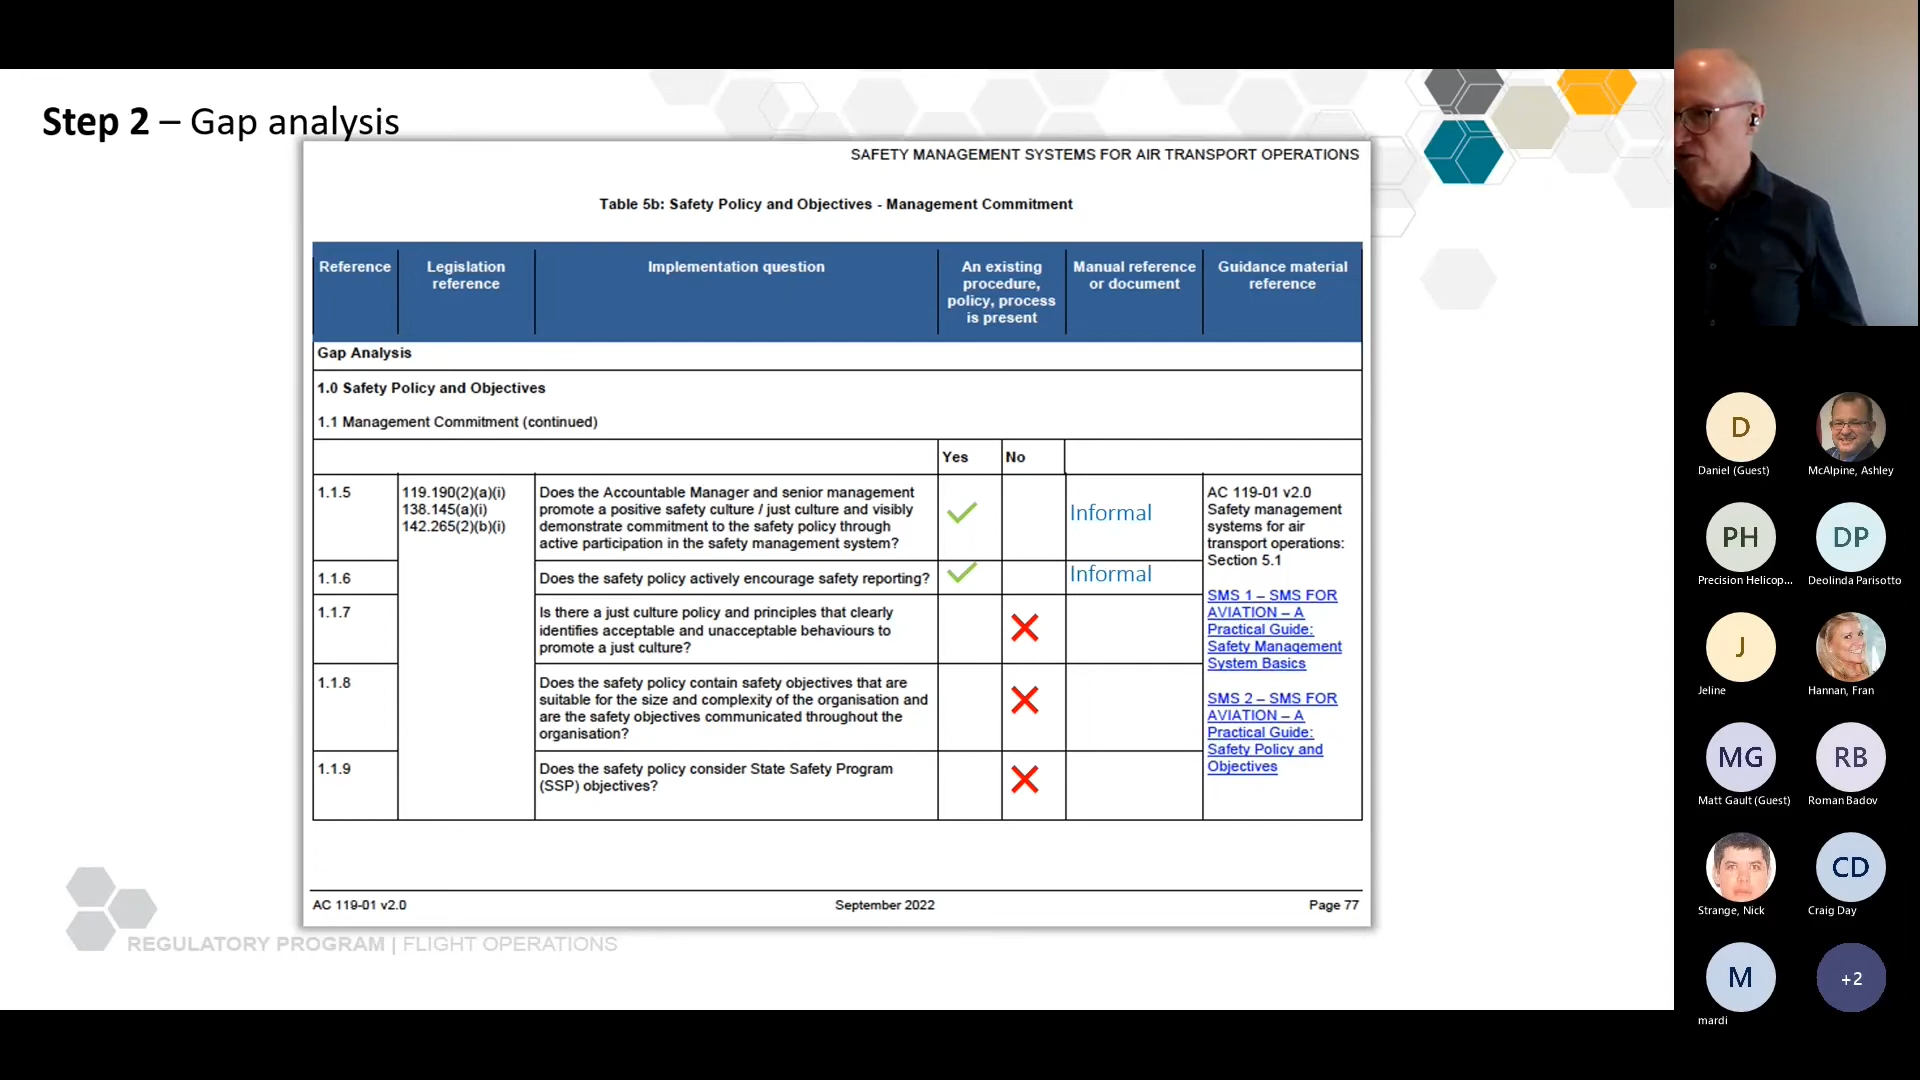 Step 2 – Gap analysis
SAFETY MANAGEMENT SYSTEMS FOR AIR TRANSPORT OPERATIONS
Table 5b: Safety Policy and Objectives - Management Commitment
Reference
Legislation
reference
Implementation question
An existing
procedure,
policy, process
is present
Manual reference
or document
Guidance material
reference
Gap Analysis
1.0 Safety Policy and Objectives
1.1 Management Commitment (continued)
Yes
No
1.1.5
119.190(2)(a)(i)
138.145(a)(i)
142.265(2)(b)(i)
Does the Accountable Manager and senior management
promote a positive safety culture / just culture and visibly
demonstrate commitment to the safety policy through
active participation in the safety management system?
Informal
AC 119-01 v2.0
Safety management
systems for air
transport operations:
Section 5.1
SMS 1 – SMS FOR
AVIATION – A
Practical Guide:
Safety Management
System Basics
SMS 2 – SMS FOR
AVIATION – A
Practical Guide:
Safety Policy and
Objectives
1.1.6
Does the safety policy actively encourage safety reporting?
Informal
1.1.7
Is there a just culture policy and principles that clearly
identifies acceptable and unacceptable behaviours to
promote a just culture?
1.1.8
Does the safety policy contain safety objectives that are
suitable for the size and complexity of the organisation and
are the safety objectives communicated throughout the
organisation?
1.1.9
Does the safety policy consider State Safety Program
(SSP) objectives?
AC 119-01 v2.0
September 2022
Page 77
REGULATORY PROGRAM | FLIGHT OPERATIONS
D
Daniel (Guest)
McAlpine, Ashley
PH
Precision Helicop...
DP
Deolinda Parisotto
J
Jeline
Hannan, Fran
MG
Matt Gault (Guest)
RB
Roman Badov
Strange, Nick
CD
Craig Day
M
mardi
+2